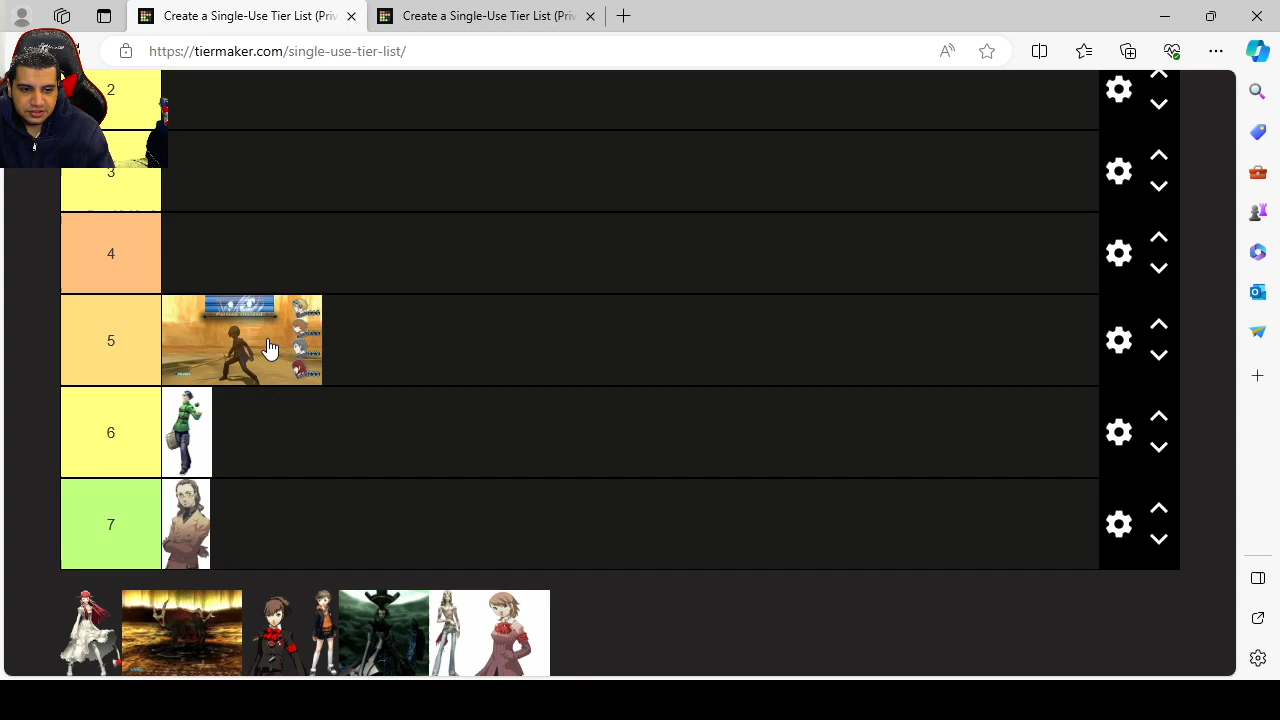 Create a Single-Use Tier List (Priv
Create a Single-Use Tier List (Priv
https://tiermaker.com/single-use-tier-list/
2
3
4
5
6
7